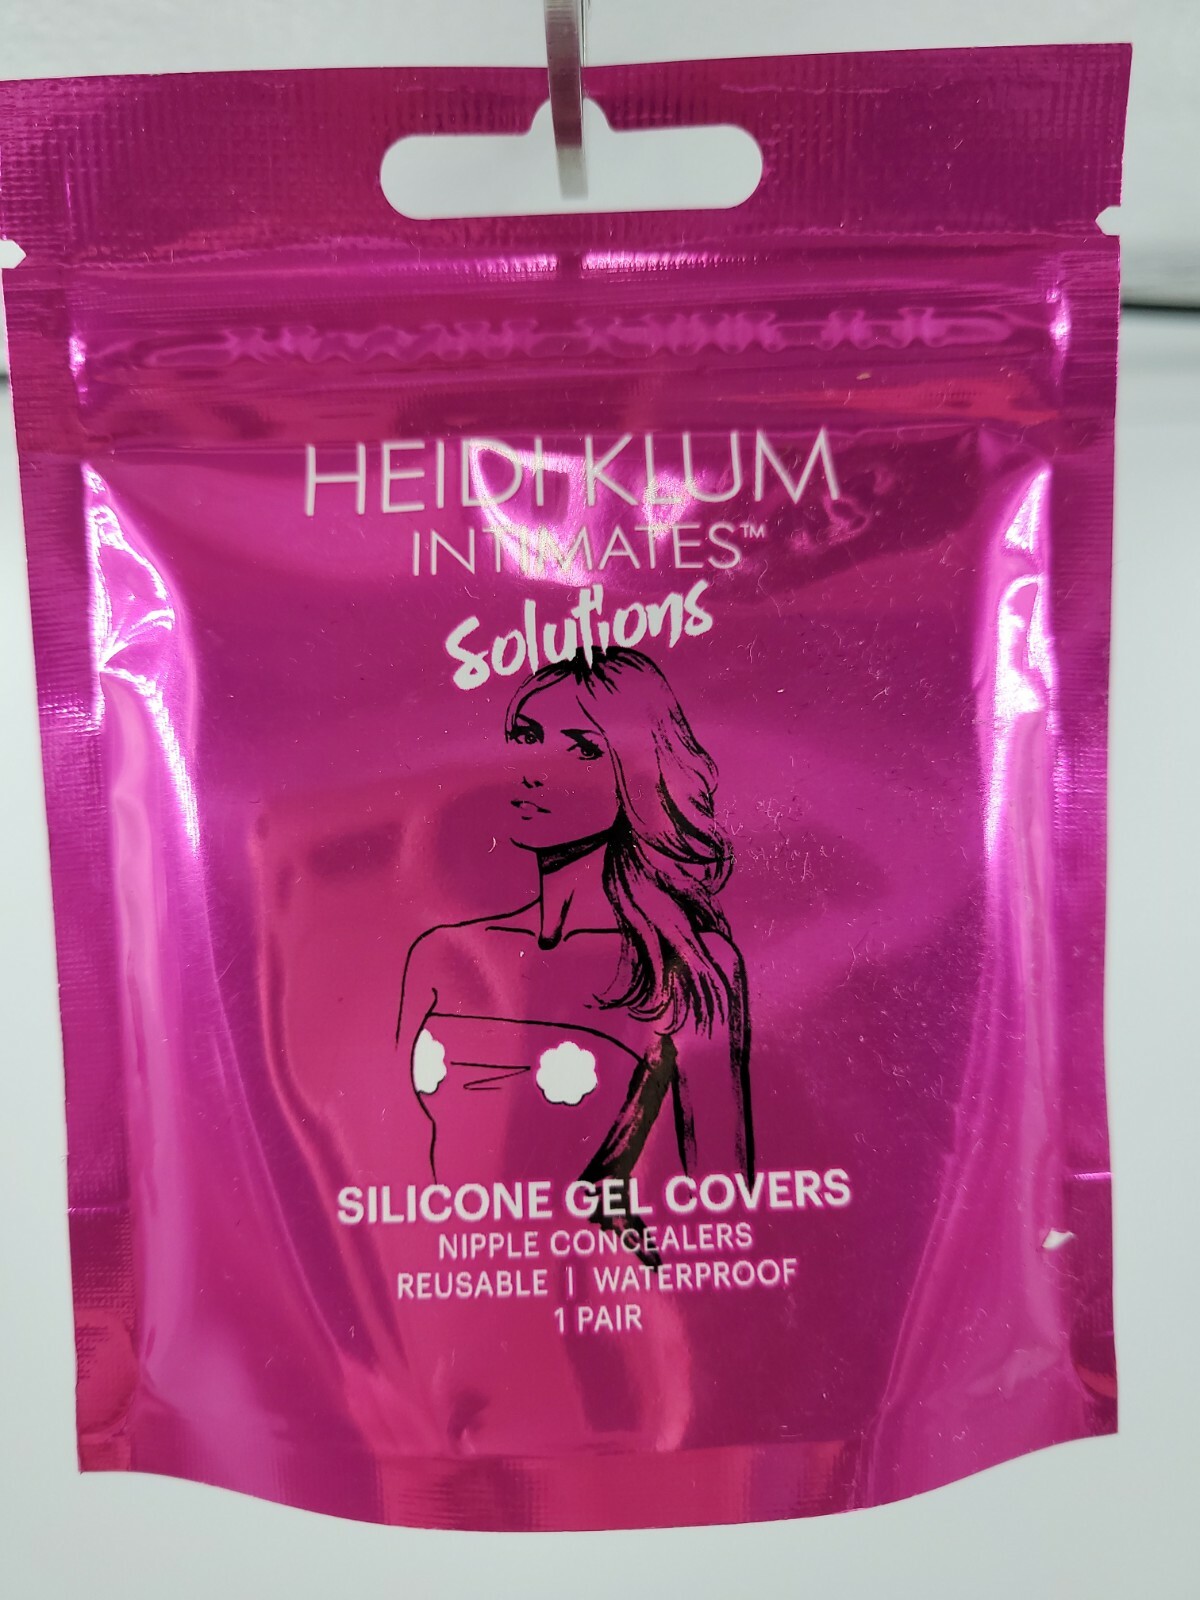 HEIDI KLUM
INTIMATES™
Solutions
SILICONE GEL COVERS
NIPPLE CONCEALERS
REUSABLE | WATERPROOF
1 PAIR